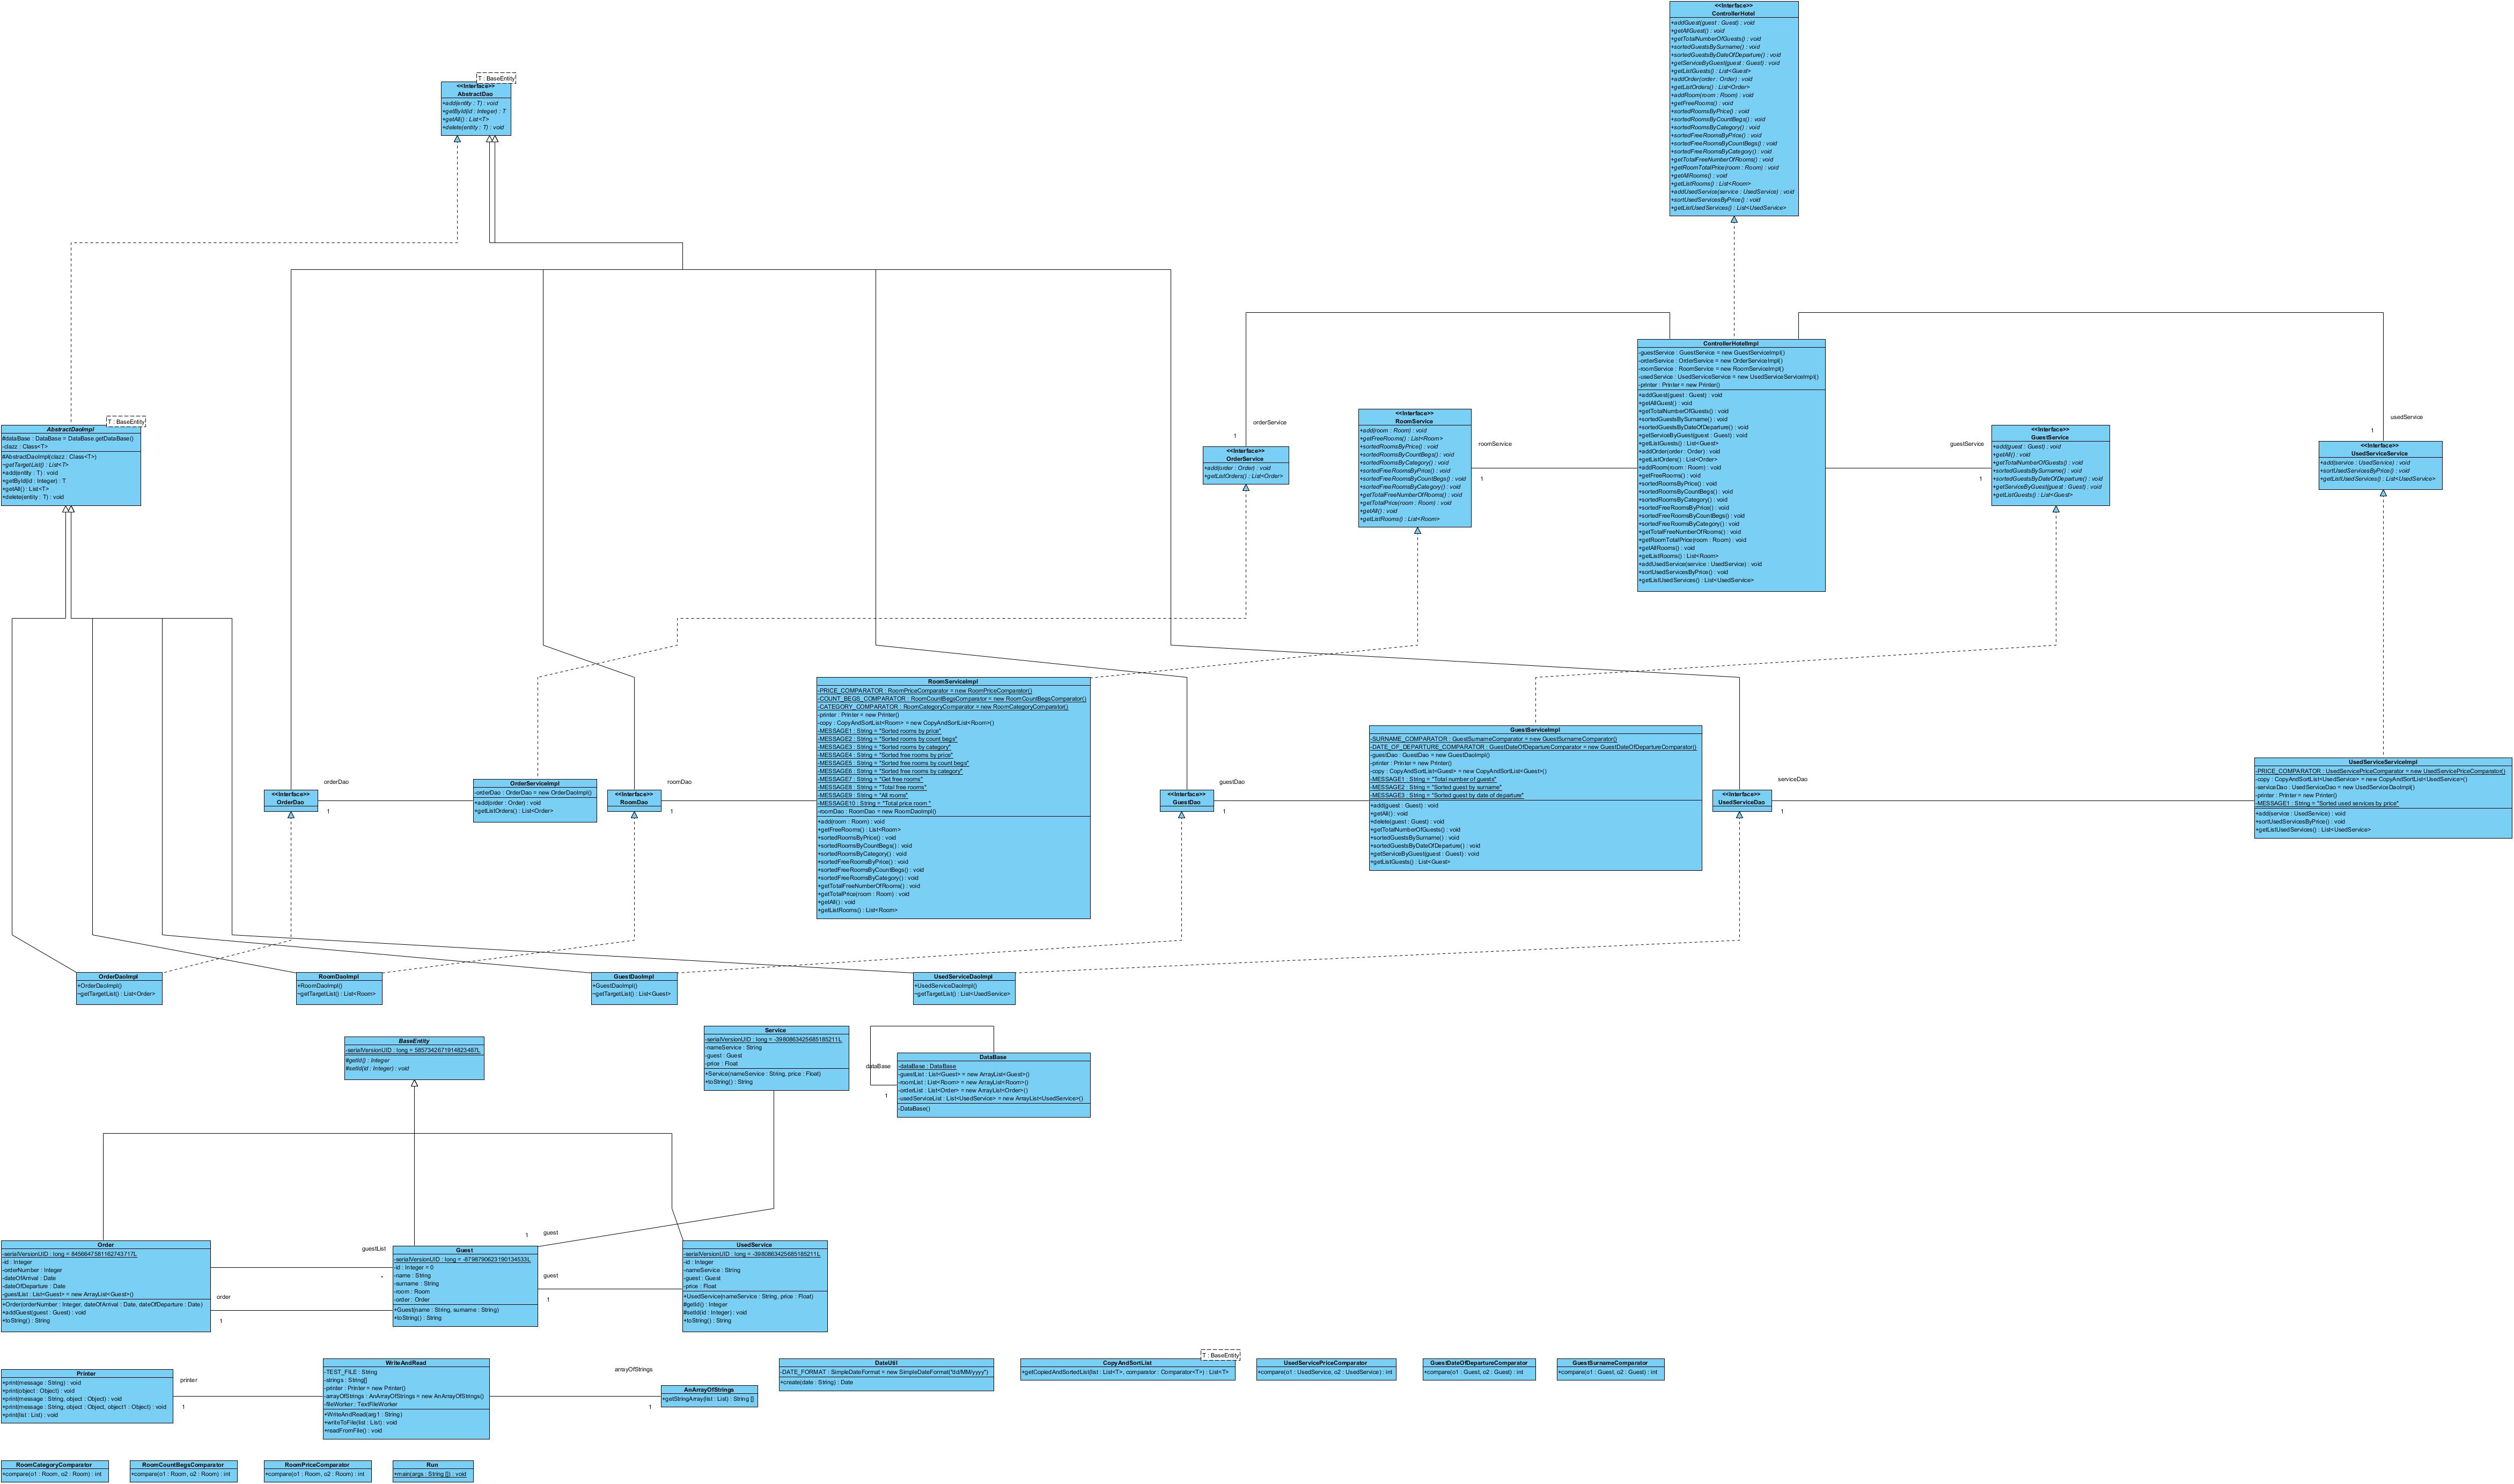 <<Interface>>
ControllerHotel
+addGuest(guest : Guest) : void
+getAllGuest() : void
+getTotalNumberOfGuests() : void
+sortedGuestsBySurname() : void
+sortedGuestsByDateOfDeparture() : void
+getServiceByGuest(guest : Guest) : void
+getListGuests() : List<Guest>
+addOrder(order : Order) : void
+getListOrders() : List<Order>
+addRoom(room : Room) : void
+getFreeRooms() : void
+sortedRoomsByPrice() : void
+sortedRoomsByCountBegs() : void
+sortedRoomsByCategory() : void
+sortedFreeRoomsByPrice() : void
+sortedFreeRoomsByCountBegs() : void
+sortedFreeRoomsByCategory() : void
+getTotalFreeNumberOfRooms() : void
+getRoomTotalPrice(room : Room) : void
+getAllRooms() : void
+getListRooms() : List<Room>
+addUsedService(service : UsedService) : void
+sortUsedServicesByPrice() : void
+getListUsedServices() : List<UsedService>
T : BaseEntity
<<Interface>>
AbstractDao
+add(entity : T) : void
+getById(id : Integer) : T
+getAll() : List<T>
+delete(entity : T) : void
ControllerHotelImpl
-guestService : GuestService = new GuestServiceImpl()
-orderService : OrderService = new OrderServiceImpl()
-roomService : RoomService = new RoomServiceImpl()
-usedService : UsedServiceService = new UsedServiceServiceImpl()
-printer : Printer = new Printer()
+addGuest(guest : Guest) : void
+getAllGuest() : void
+getTotalNumberOfGuests() : void
+sortedGuestsBySurname() : void
+sortedGuestsByDateOfDeparture() : void
+getServiceByGuest(guest : Guest) : void
+getListGuests() : List<Guest>
+addOrder(order : Order) : void
+getListOrders() : List<Order>
+addRoom(room : Room) : void
+getFreeRooms() : void
+sortedRoomsByPrice() : void
+sortedRoomsByCountBegs() : void
+sortedRoomsByCategory() : void
+sortedFreeRoomsByPrice() : void
+sortedFreeRoomsByCountBegs() : void
+sortedFreeRoomsByCategory() : void
+getTotalFreeNumberOfRooms() : void
+getRoomTotalPrice(room : Room) : void
+getAllRooms() : void
+getListRooms() : List<Room>
+addUsedService(service : UsedService) : void
+sortUsedServicesByPrice() : void
+getListUsedServices() : List<UsedService>
T : BaseEntity
AbstractDaoImpl
#dataBase : DataBase = DataBase.getDataBase()
-clazz : Class<T>
#AbstractDaoImpl(clazz : Class<T>)
~getTargetList() : List<T>
+add(entity : T) : void
+getById(id : Integer) : T
+getAll() : List<T>
+delete(entity : T) : void
orderService
1
<<Interface>>
OrderService
+add(order : Order) : void
+getListOrders() : List<Order>
<<Interface>>
RoomService
+add(room : Room) : void
+getFreeRooms() : List<Room>
+sortedRoomsByPrice() : void
+sortedRoomsByCountBegs() : void
+sortedRoomsByCategory() : void
+sortedFreeRoomsByPrice() : void
+sortedFreeRoomsByCountBegs() : void
+sortedFreeRoomsByCategory() : void
+getTotalFreeNumberOfRooms() : void
+getTotalPrice(room : Room) : void
+getAll() : void
+getListRooms() : List<Room>
roomService
1
guestService
1
<<Interface>>
GuestService
+add(guest : Guest) : void
+getAll() : void
+getTotalNumberOfGuests() : void
+sortedGuestsBySurname() : void
+sortedGuestsByDateOfDeparture() : void
+getServiceByGuest(guest : Guest) : void
+getListGuests() : List<Guest>
usedService
1
<<Interface>>
UsedServiceService
+add(service : UsedService) : void
+sortUsedServicesByPrice() : void
+getListUsedServices() : List<UsedService>
orderDao
1
<<Interface>>
OrderDao
OrderServiceImpl
-orderDao : OrderDao = new OrderDaoImpl()
+add(order : Order) : void
+getListOrders() : List<Order>
roomDao
1
<<Interface>>
RoomDao
RoomServiceImpl
-PRICE_COMPARATOR : RoomPriceComparator = new RoomPriceComparator()
-COUNT_BEGS_COMPARATOR : RoomCountBegsComparator = new RoomCountBegsComparator()
-CATEGORY_COMPARATOR : RoomCategoryComparator = new RoomCategoryComparator()
-printer : Printer = new Printer()
-copy : CopyAndSortList<Room> = new CopyAndSortList<Room>()
-MESSAGE1 : String = "Sorted rooms by price"
-MESSAGE2 : String = "Sorted rooms by count begs"
-MESSAGE3 : String = "Sorted rooms by category"
-MESSAGE4 : String = "Sorted free rooms by price"
-MESSAGE5 : String = "Sorted free rooms by count begs"
-MESSAGE6 : String = "Sorted free rooms by category"
-MESSAGE7 : String = "Get free rooms"
-MESSAGE8 : String = "Total free rooms"
-MESSAGE9 : String = "All rooms"
-MESSAGE10 : String = "Total price room "
-roomDao : RoomDao = new RoomDaoImpl()
+add(room : Room) : void
+getFreeRooms() : List<Room>
+sortedRoomsByPrice() : void
+sortedRoomsByCountBegs() : void
+sortedRoomsByCategory() : void
+sortedFreeRoomsByPrice() : void
+sortedFreeRoomsByCountBegs() : void
+sortedFreeRoomsByCategory() : void
+getTotalFreeNumberOfRooms() : void
+getTotalPrice(room : Room) : void
+getAll() : void
+getListRooms() : List<Room>
guestDao
1
<<Interface>>
GuestDao
GuestServiceImpl
-SURNAME_COMPARATOR : GuestSurnameComparator = new GuestSurnameComparator()
-DATE_OF_DEPARTURE_COMPARATOR : GuestDateOfDepartureComparator = new GuestDateOfDepartureComparator()
-guestDao : GuestDao = new GuestDaoImpl()
-printer : Printer = new Printer()
-copy : CopyAndSortList<Guest> = new CopyAndSortList<Guest>()
-MESSAGE1 : String = "Total number of guests"
-MESSAGE2 : String = "Sorted guest by surname"
-MESSAGE3 : String = "Sorted guest by date of departure"
+add(guest : Guest) : void
+getAll() : void
+delete(guest : Guest) : void
+getTotalNumberOfGuests() : void
+sortedGuestsBySurname() : void
+sortedGuestsByDateOfDeparture() : void
+getServiceByGuest(guest : Guest) : void
+getListGuests() : List<Guest>
serviceDao
1
<<Interface>>
UsedServiceDao
UsedServiceServiceImpl
-PRICE_COMPARATOR : UsedServicePriceComparator = new UsedServicePriceComparator()
-copy : CopyAndSortList<UsedService> = new CopyAndSortList<UsedService>()
-serviceDao : UsedServiceDao = new UsedServiceDaoImpl()
-printer : Printer = new Printer()
-MESSAGE1 : String = "Sorted used services by price"
+add(service : UsedService) : void
+sortUsedServicesByPrice() : void
+getListUsedServices() : List<UsedService>
OrderDaoImpl
+OrderDaoImpl()
~getTargetList() : List<Order>
RoomDaoImpl
+RoomDaoImpl()
~getTargetList() : List<Room>
GuestDaoImpl
+GuestDaoImpl()
~getTargetList() : List<Guest>
UsedServiceDaoImpl
+UsedServiceDaoImpl()
~getTargetList() : List<UsedService>
BaseEntity
-serialVersionUID : long = 5857342671914823487L
#getId() : Integer
#setId(id : Integer) : void
Service
-serialVersionUID : long = -3980863425685185211L
-nameService : String
-guest : Guest
-price : Float
+Service(nameService : String, price : Float)
+toString() : String
dataBase
1
DataBase
-dataBase : DataBase
-guestList : List<Guest> = new ArrayList<Guest>()
-roomList : List<Room> = new ArrayList<Room>()
-orderList : List<Order> = new ArrayList<Order>()
-usedServiceList : List<UsedService> = new ArrayList<UsedService>()
-DataBase()
Order
-serialVersionUID : long = 8456647581162743717L
-id : Integer
-orderNumber : Integer
-dateOfArrival : Date
-dateOfDeparture : Date
-guestList : List<Guest> = new ArrayList<Guest>()
+Order(orderNumber : Integer, dateOfArrival : Date, dateOfDeparture : Date)
+addGuest(guest : Guest) : void
+toString() : String
guestList
*
order
1
Guest
-serialVersionUID : long = -8798790623190134533L
-id : Integer = 0
-name : String
-surname : String
-room : Room
-order : Order
+Guest(name : String, surname : String)
+toString() : String
1
guest
guest
1
UsedService
-serialVersionUID : long = -3980863425685185211L
-id : Integer
-nameService : String
-guest : Guest
-price : Float
+UsedService(nameService : String, price : Float)
#getId() : Integer
#setId(id : Integer) : void
+toString() : String
Printer
+print(message : String) : void
+print(object : Object) : void
+print(message : String, object : Object) : void
+print(message : String, object : Object, object1 : Object) : void
+print(list : List) : void
printer
1
WriteAndRead
-TEST_FILE : String
-strings : String[]
-printer : Printer = new Printer()
-arrayOfStrings : AnArrayOfStrings = new AnArrayOfStrings()
-fileWorker : TextFileWorker
+WriteAndRead(arg1 : String)
+writeToFile(list : List) : void
+readFromFile() : void
arrayOfStrings
1
AnArrayOfStrings
+getStringArray(list : List) : String []
DateUtil
-DATE_FORMAT : SimpleDateFormat = new SimpleDateFormat("dd/MM/yyyy")
+create(date : String) : Date
T : BaseEntity
CopyAndSortList
+getCopiedAndSortedList(list : List<T>, comparator : Comparator<T>) : List<T>
UsedServicePriceComparator
+compare(o1 : UsedService, o2 : UsedService) : int
GuestDateOfDepartureComparator
+compare(o1 : Guest, o2 : Guest) : int
GuestSurnameComparator
+compare(o1 : Guest, o2 : Guest) : int
RoomCategoryComparator
+compare(o1 : Room, o2 : Room) : int
RoomCountBegsComparator
+compare(o1 : Room, o2 : Room) : int
RoomPriceComparator
+compare(o1 : Room, o2 : Room) : int
Run
+main(args : String []) : void